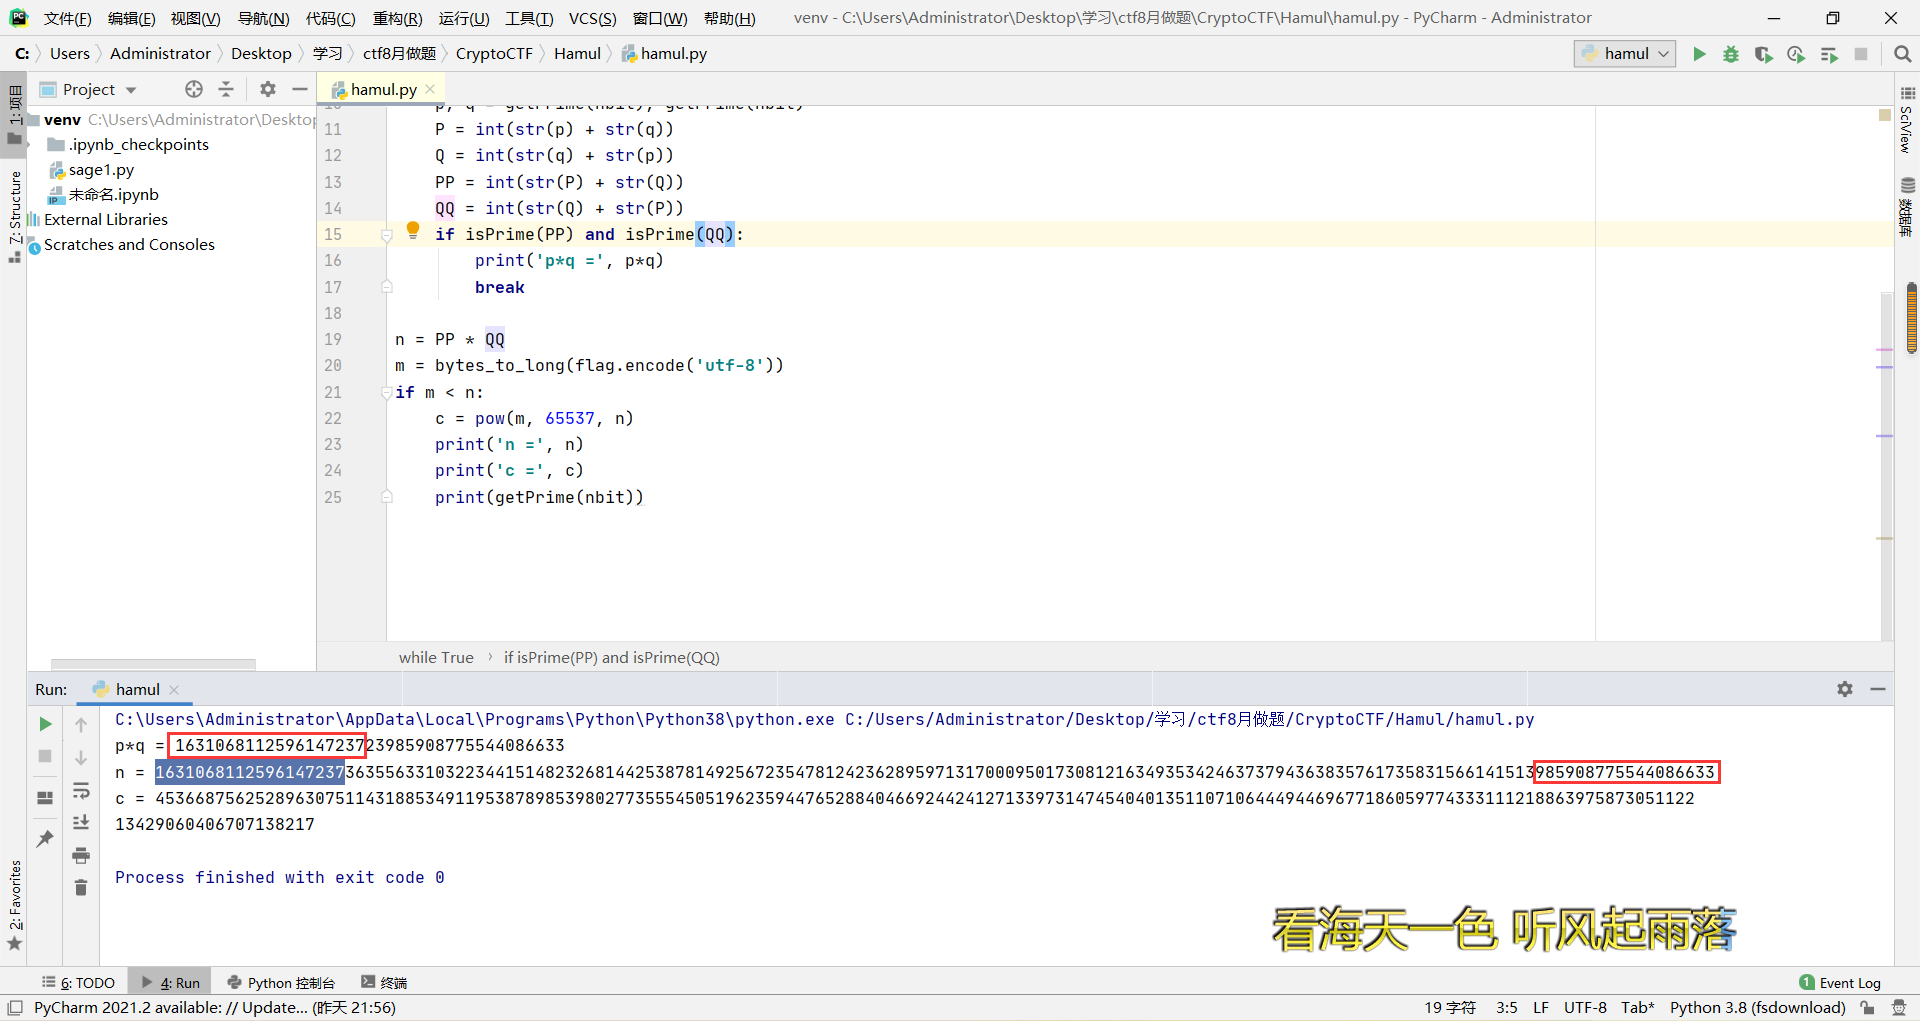 文件(F) 编辑(E) 视图(V) 导航(N) 代码(C) 重构(R) 运行(U) 工具(T) VCS(S) 窗口(W) 帮助(H) venv - C:\Users\Administrator\Desktop\学习\ctf8月做题\CryptoCTF\Hamul\hamul.py - PyCharm - Administrator
C: Users Administrator Desktop 学习 ctf8月做题 CryptoCTF Hamul hamul.py hamul
1: 项目
Project
hamul.py
venv C:\Users\Administrator\Desktop
.ipynb_checkpoints
sage1.py
未命名.ipynb
External Libraries
Scratches and Consoles
7: Structure
SciView
数据库
10 p, q = getPrime(nbit), getPrime(nbit)
11 P = int(str(p) + str(q))
12 Q = int(str(q) + str(p))
13 PP = int(str(P) + str(Q))
14 QQ = int(str(Q) + str(P))
15 if isPrime(PP) and isPrime(QQ):
16 print('p*q =', p*q)
17 break
18
19 n = PP * QQ
20 m = bytes_to_long(flag.encode('utf-8'))
21 if m < n:
22 c = pow(m, 65537, n)
23 print('n =', n)
24 print('c =', c)
25 print(getPrime(nbit))
while True › if isPrime(PP) and isPrime(QQ)
Run: hamul
C:\Users\Administrator\AppData\Local\Programs\Python\Python38\python.exe C:/Users/Administrator/Desktop/学习/ctf8月做题/CryptoCTF/Hamul/hamul.py
p*q = 163106811259614723723985908775544086633
n = 163106811259614723736355633103223441514823268144253878149256723547812423628959713170009501730812163493534246373794363835761735831566141513985908775544086633
c = 4536687562528963075114318853491195387898539802773555450519623594476528840466924424127133973147454040135110710644494469677186059774333111218863975873051122
13429060406707138217
Process finished with exit code 0
2: Favorites
看海天一色 听风起雨落
6: TODO 4: Run Python 控制台 终端 1 Event Log
PyCharm 2021.2 available: // Update... (昨天 21:56) 19 字符 3:5 LF UTF-8 Tab* Python 3.8 (fsdownload)